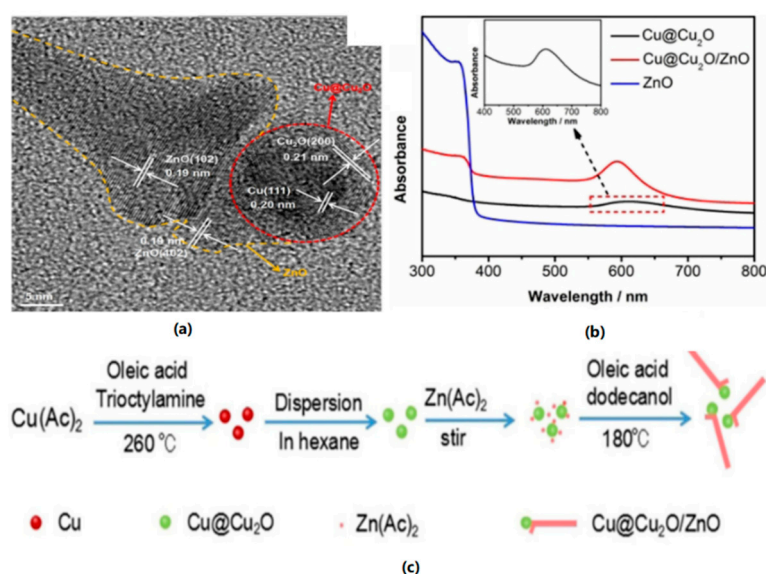 Cu@Cu₂O
Cu₂O(200)
0.21 nm
ZnO(102)
0.19 nm
Cu(111)
0.20 nm
0.19 nm
ZnO(102)
ZnO
5 nm
(a)
Absorbance
Wavelength / nm
300 400 500 600 700 800
Absorbance
Wavelength / nm
400 500 600 700 800
Cu@Cu₂O
Cu@Cu₂O/ZnO
ZnO
(b)
Cu(Ac)₂
Oleic acid
Trioctylamine
260 ℃
Dispersion
In hexane
Zn(Ac)₂
stir
Oleic acid
dodecanol
180℃
Cu
Cu@Cu₂O
Zn(Ac)₂
Cu@Cu₂O/ZnO
(c)